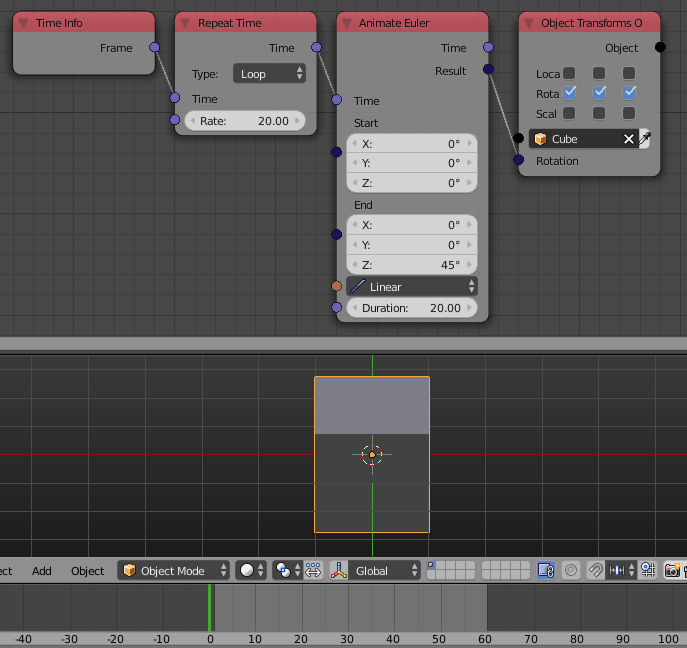 Time Info
Frame
Repeat Time
Time
Type: Loop
Time
Rate: 20.00
Animate Euler
Time
Result
Time
Start
X: 0°
Y: 0°
Z: 0°
End
X: 0°
Y: 0°
Z: 45°
Linear
Duration: 20.00
Object Transforms O
Object
Loca
Rota
Scal
Cube
Rotation
ect Add Object Object Mode Global
-40 -30 -20 -10 0 10 20 30 40 50 60 70 80 90 100